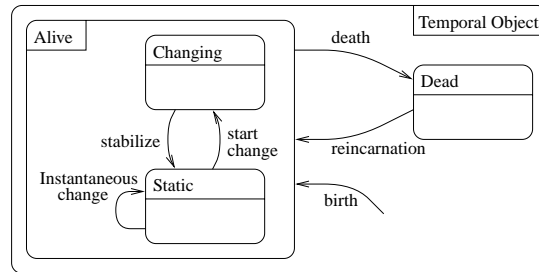 Temporal Object
Alive
Changing
death
Dead
stabilize
start
change
reincarnation
Instantaneous
change
Static
birth